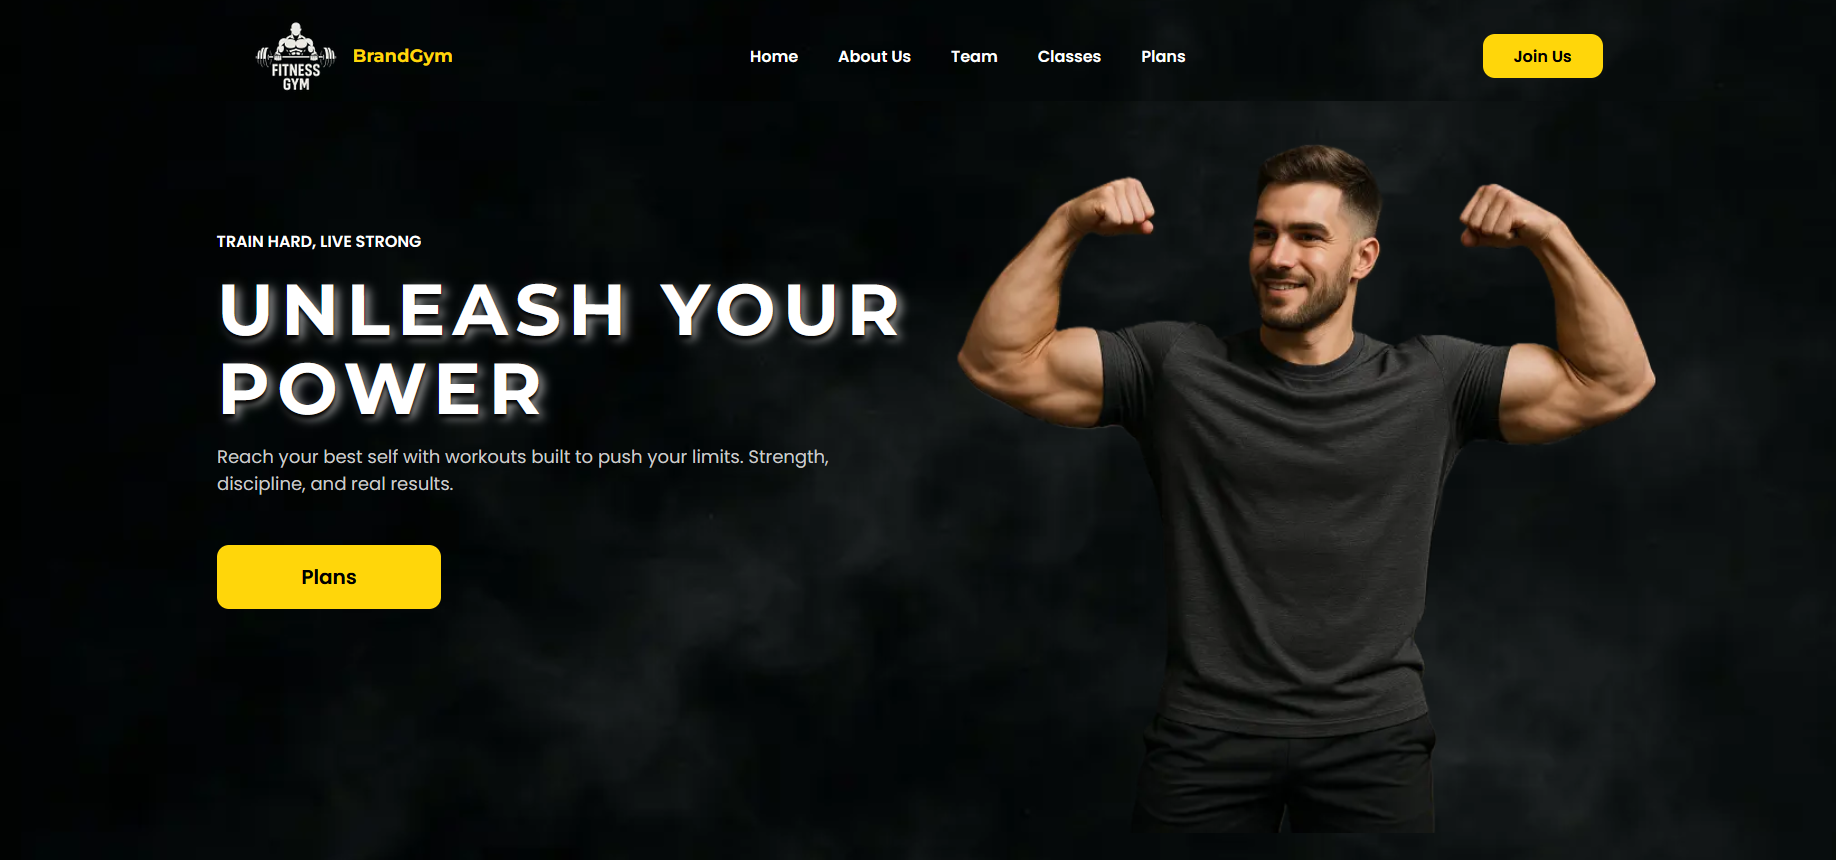 FITNESS
GYM
BrandGym
Home
About Us
Team
Classes
Plans
Join Us
TRAIN HARD, LIVE STRONG
UNLEASH YOUR
POWER
Reach your best self with workouts built to push your limits. Strength,
discipline, and real results.
Plans